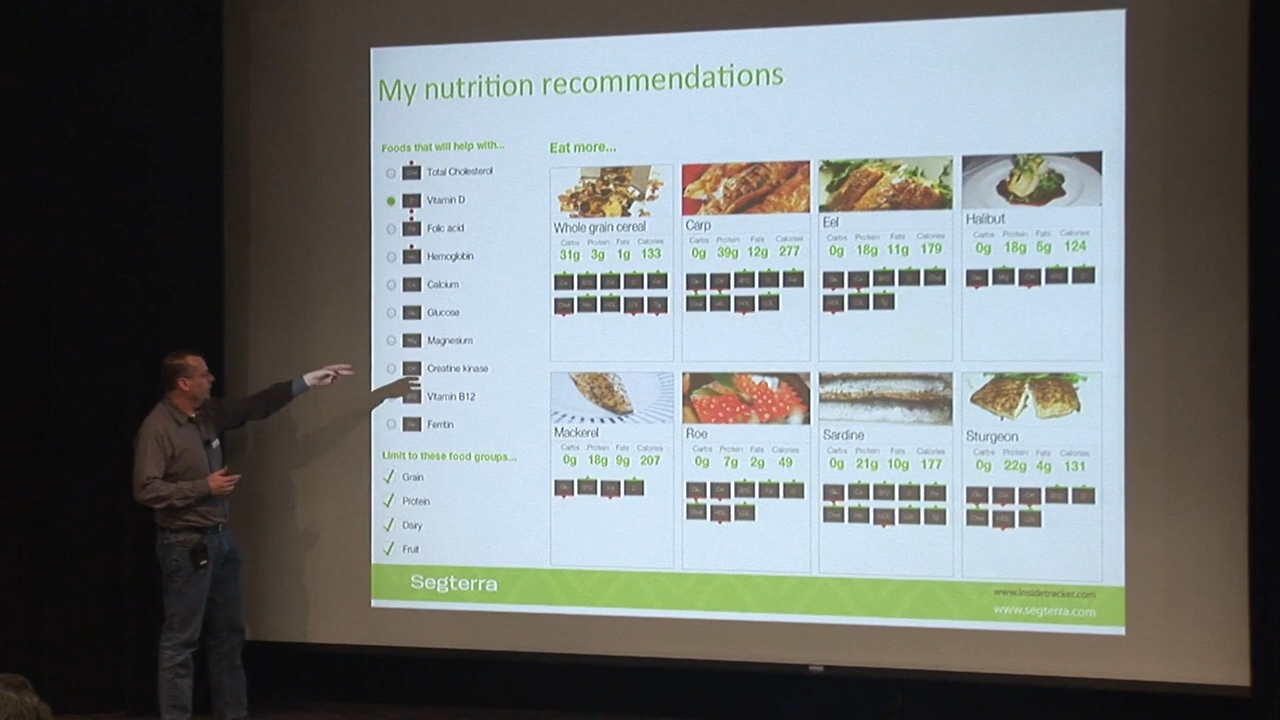 My nutrition recommendations
Foods that will help with...
Total Cholesterol
Vitamin D
Folic acid
Hemoglobin
Calcium
Glucose
Magnesium
Creatine kinase
Vitamin B12
Ferritin
Limit to these food groups...
Grain
Protein
Dairy
Fruit
Eat more...
Whole grain cereal
Carbs Protein Fats Calories
31g 3g 1g 133
Carp
Carbs Protein Fats Calories
0g 39g 12g 277
Eel
Carbs Protein Fats Calories
0g 18g 11g 179
Halibut
Carbs Protein Fats Calories
0g 18g 5g 124
Mackerel
Carbs Protein Fats Calories
0g 18g 9g 207
Roe
Carbs Protein Fats Calories
0g 7g 2g 49
Sardine
Carbs Protein Fats Calories
0g 21g 10g 177
Sturgeon
Carbs Protein Fats Calories
0g 22g 4g 131
Segterra
www.insidetracker.com
www.segterra.com